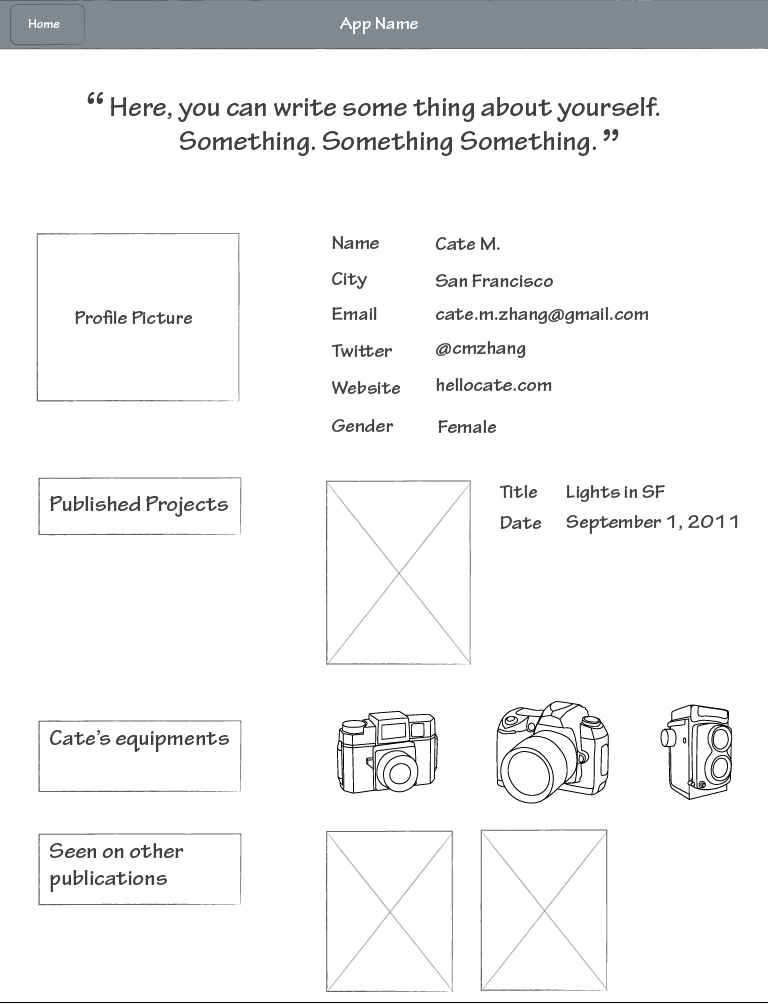 Home
App Name
“ Here, you can write some thing about yourself.
Something. Something Something. ”
Profile Picture
Name Cate M.
City San Francisco
Email cate.m.zhang@gmail.com
Twitter @cmzhang
Website hellocate.com
Gender Female
Published Projects
Title Lights in SF
Date September 1, 2011
Cate's equipments
Seen on other
publications